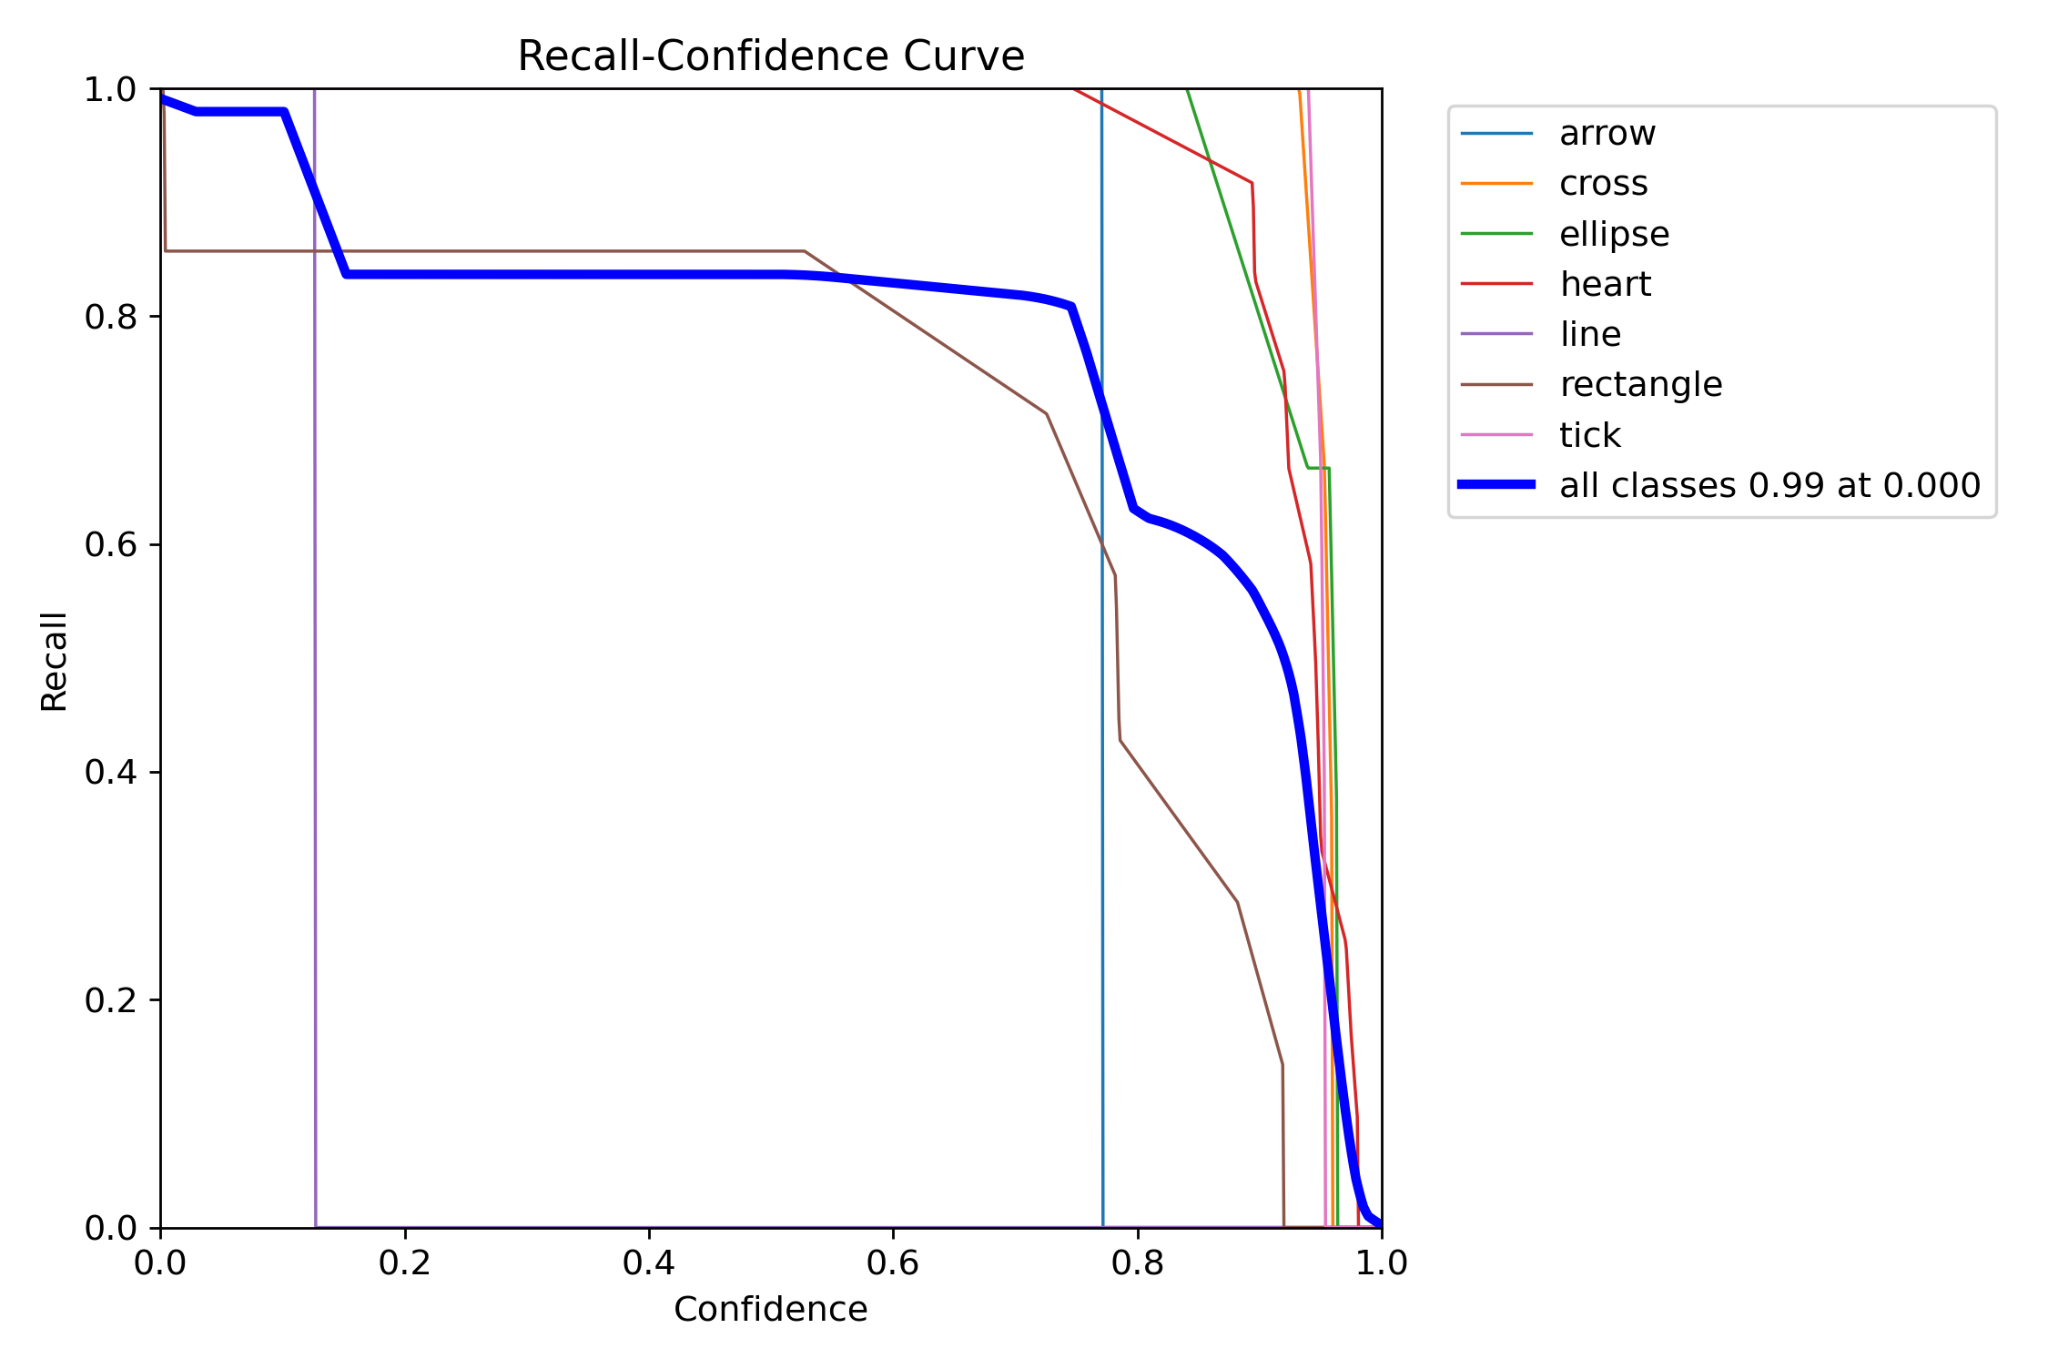 Recall-Confidence Curve
1.0
0.8
0.6
0.4
0.2
0.0
Recall
0.0 0.2 0.4 0.6 0.8 1.0
Confidence
arrow
cross
ellipse
heart
line
rectangle
tick
all classes 0.99 at 0.000